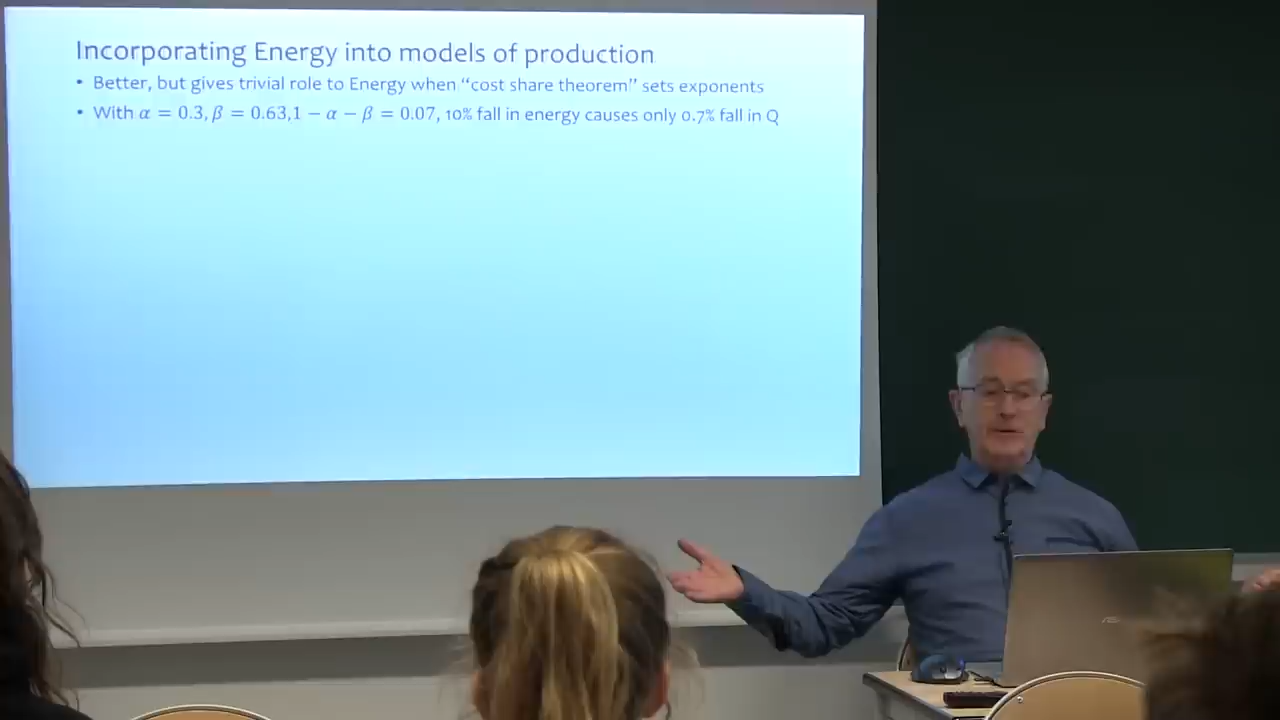 Incorporating Energy into models of production
• Better, but gives trivial role to Energy when “cost share theorem” sets exponents
• With α = 0.3, β = 0.63,1 − α − β = 0.07, 10% fall in energy causes only 0.7% fall in Q